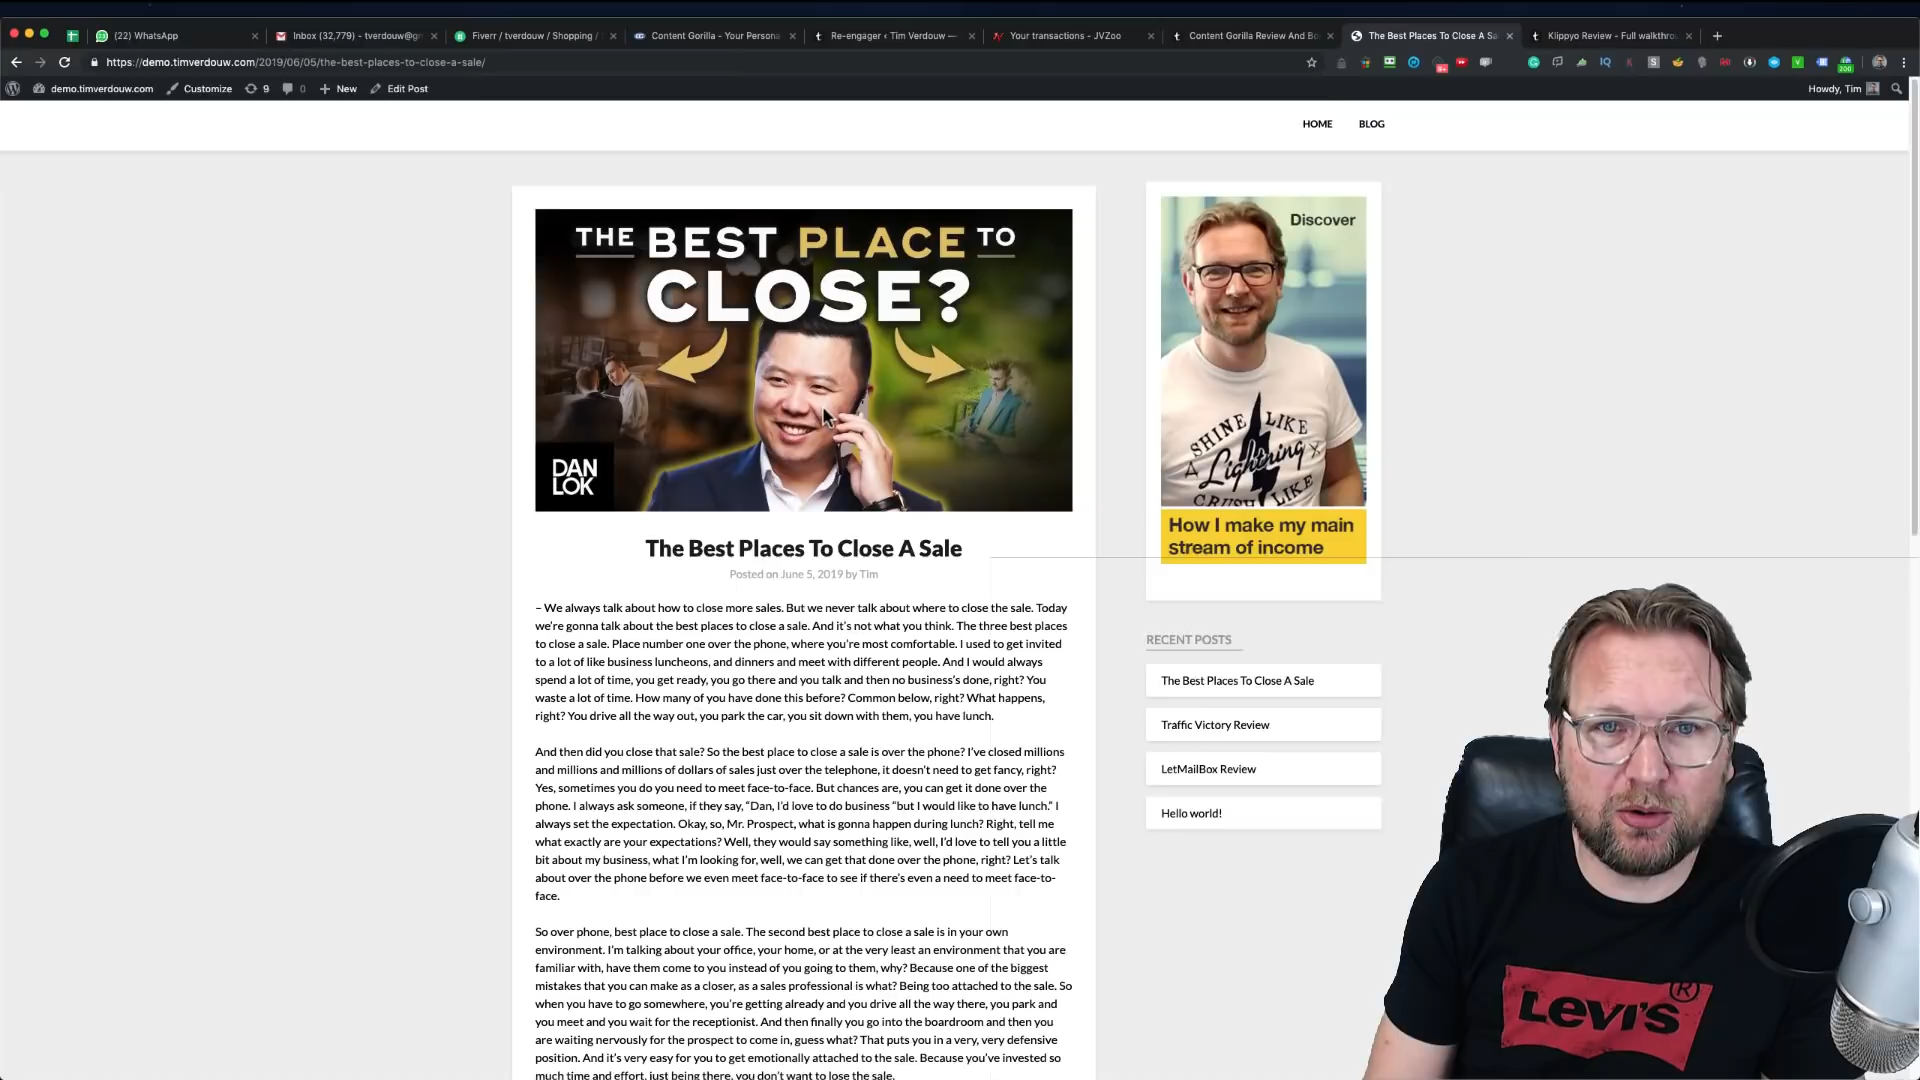 (22) WhatsApp
Inbox (32,779) - tverdouw@gm
Fiverr / tverdouw / Shopping /
Content Gorilla - Your Persona
Re-engager ‹ Tim Verdouw —
Your transactions - JVZoo
Content Gorilla Review And Bo
The Best Places To Close A Sa
Klippyo Review - Full walkthro
https://demo.timverdouw.com/2019/06/05/the-best-places-to-close-a-sale/
demo.timverdouw.com
Customize
9
0
New
Edit Post
Howdy, Tim
HOME
BLOG
THE BEST PLACE TO
CLOSE?
DAN
LOK
The Best Places To Close A Sale
Posted on June 5, 2019 by Tim
– We always talk about how to close more sales. But we never talk about where to close the sale. Today
we're gonna talk about the best places to close a sale. And it's not what you think. The three best places
to close a sale. Place number one over the phone, where you're most comfortable. I used to get invited
to a lot of like business luncheons, and dinners and meet with different people. And I would always
spend a lot of time, you get ready, you go there and you talk and then no business's done, right? You
waste a lot of time. How many of you have done this before? Common below, right? What happens,
right? You drive all the way out, you park the car, you sit down with them, you have lunch.
And then did you close that sale? So the best place to close a sale is over the phone? I've closed millions
and millions and millions of dollars of sales just over the telephone, it doesn't need to get fancy, right?
Yes, sometimes you do you need to meet face-to-face. But chances are, you can get it done over the
phone. I always ask someone, if they say, "Dan, I'd love to do business "but I would like to have lunch." I
always set the expectation. Okay, so, Mr. Prospect, what is gonna happen during lunch? Right, tell me
what exactly are your expectations? Well, they would say something like, well, I'd love to tell you a little
bit about my business, what I'm looking for, well, we can get that done over the phone, right? Let's talk
about over the phone before we even meet face-to-face to see if there's even a need to meet face-to-
face.
So over phone, best place to close a sale. The second best place to close a sale is in your own
environment. I'm talking about your office, your home, or at the very least an environment that you are
familiar with, have them come to you instead of you going to them, why? Because one of the biggest
mistakes that you can make as a closer, as a sales professional is what? Being too attached to the sale. So
when you have to go somewhere, you're getting already and you drive all the way there, you park and
you meet and you wait for the receptionist. And then finally you go into the boardroom and then you
are waiting nervously for the prospect to come in, guess what? That puts you in a very, very defensive
position. And it's very easy for you to get emotionally attached to the sale. Because you've invested so
much time and effort, just being there, you don't want to lose the sale.
Discover
SHINE LIKE
A Lightning X
CRUSH LIKE
How I make my main
stream of income
RECENT POSTS
The Best Places To Close A Sale
Traffic Victory Review
LetMailBox Review
Hello world!
Levi's®